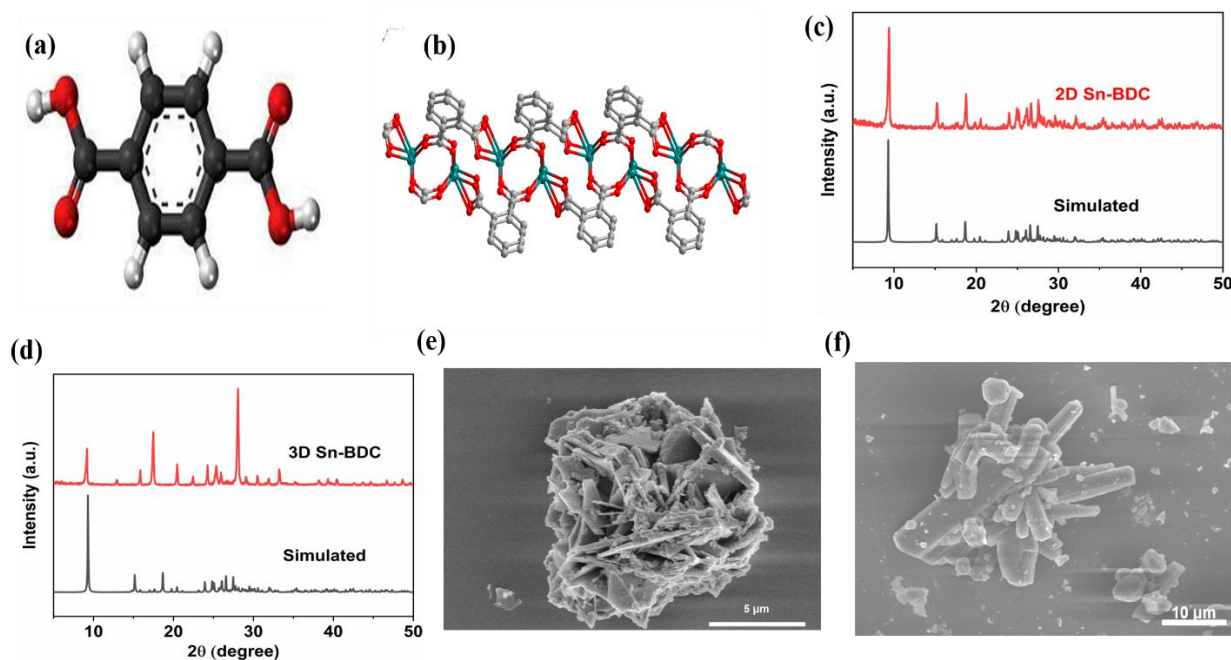 (a)
(b)
(c)
Intensity (a.u.)
2D Sn-BDC
Simulated
10
20
30
40
50
2θ (degree)
(d)
Intensity (a.u.)
3D Sn-BDC
Simulated
10
20
30
40
50
2θ (degree)
(e)
5 µm
(f)
10 µm